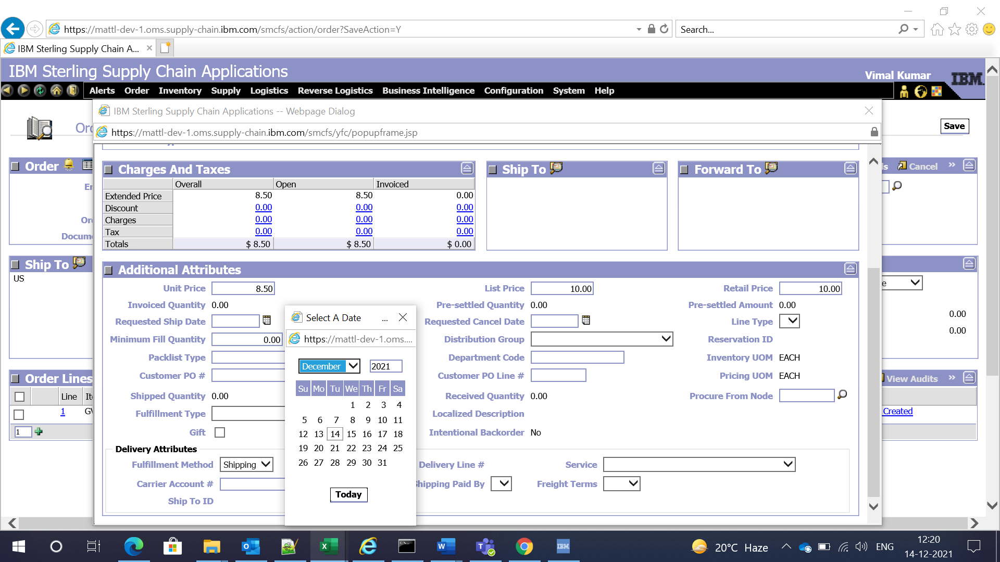 https://mattl-dev-1.oms.supply-chain.ibm.com/smcfs/action/order?SaveAction=Y
Search...
IBM Sterling Supply Chain A...
IBM Sterling Supply Chain Applications
Vimal Kumar
IBM.
Alerts Order Inventory Supply Logistics Reverse Logistics Business Intelligence Configuration System Help
IBM Sterling Supply Chain Applications -- Webpage Dialog
Save
https://mattl-dev-1.oms.supply-chain.ibm.com/smcfs/yfc/popupframe.jsp
Order
Cancel
Charges And Taxes
Ship To
Forward To
Overall Open Invoiced
Extended Price 8.50 8.50 0.00
Discount 0.00 0.00 0.00
Charges 0.00 0.00 0.00
Tax 0.00 0.00 0.00
Totals $ 8.50 $ 8.50 $ 0.00
Ship To
US
Additional Attributes
Unit Price 8.50 List Price 10.00 Retail Price 10.00
Invoiced Quantity 0.00 Pre-settled Quantity 0.00 Pre-settled Amount 0.00
Requested Ship Date Requested Cancel Date Line Type
0.00
0.00
Minimum Fill Quantity 0.00 Distribution Group Reservation ID
Packlist Type Department Code Inventory UOM EACH
Customer PO # Customer PO Line # Pricing UOM EACH
Shipped Quantity 0.00 Received Quantity 0.00 Procure From Node
Fulfillment Type Localized Description
Gift Intentional Backorder No
Delivery Attributes
Fulfillment Method Shipping Delivery Line # Service
Carrier Account # Shipping Paid By Freight Terms
Ship To ID
Select A Date ...
https://mattl-dev-1.oms....
December 2021
Su Mo Tu We Th Fr Sa
1 2 3 4
5 6 7 8 9 10 11
12 13 14 15 16 17 18
19 20 21 22 23 24 25
26 27 28 29 30 31
Today
Order Lines
View Audits
Line
1
Created
1
20°C Haze
ENG
12:20
14-12-2021